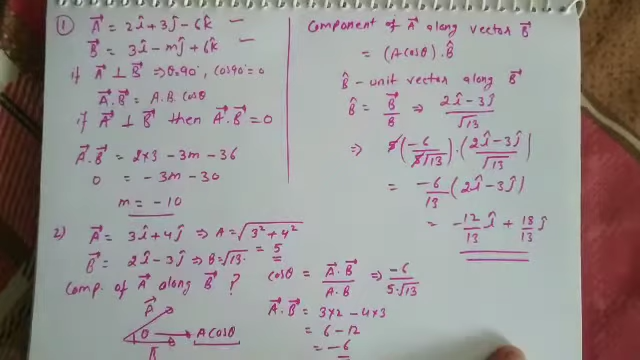 ① A⃗ = 2î+3ĵ-6k̂
B⃗ = 3î-mĵ+6k̂
if A⃗ ⊥ B⃗ ⇒ θ=90°, cos90°=0
A⃗.B⃗ = A.B.cosθ
if A⃗ ⊥ B⃗ then A⃗.B⃗ = 0
A⃗.B⃗ = 2×3 - 3m - 36
0 = -3m - 30
m = -10
2) A⃗ = 3î+4ĵ ⇒ A = √(3²+4²)
= 5
B⃗ = 2î-3ĵ ⇒ B = √13.
Comp. of A⃗ along B⃗ ?
A⃗
θ → Acosθ
B⃗
cosθ = A⃗.B⃗/A.B ⇒ -6/5√13
A⃗.B⃗ = 3×2 - 4×3
= 6-12
= -6
Component of A⃗ along vector B⃗
= (Acosθ).B̂
B̂ - unit vector along B⃗
B̂ = B⃗/B ⇒ 2î-3ĵ/√13
⇒ 5(-6/5√13).(2î-3ĵ/√13)
= -6/13 (2î-3ĵ)
= -12/13 î + 18/13 ĵ